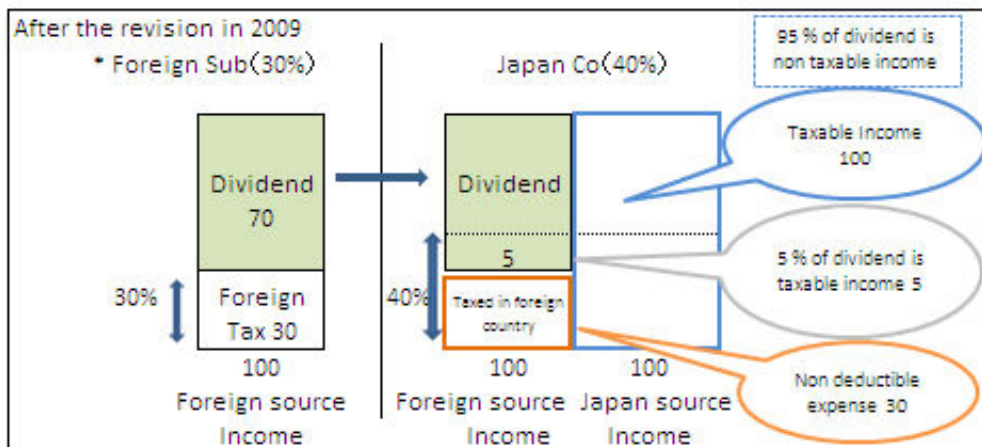 After the revision in 2009
* Foreign Sub(30%)
Japan Co(40%)
95 % of dividend is
non taxable income
Taxable Income
100
Dividend
70
Dividend
5
5 % of dividend is
taxable income 5
30%
Foreign
Tax 30
40%
Taxed in foreign
country
Non deductible
expense 30
100
Foreign source
Income
100
Foreign source
Income
100
Japan source
Income